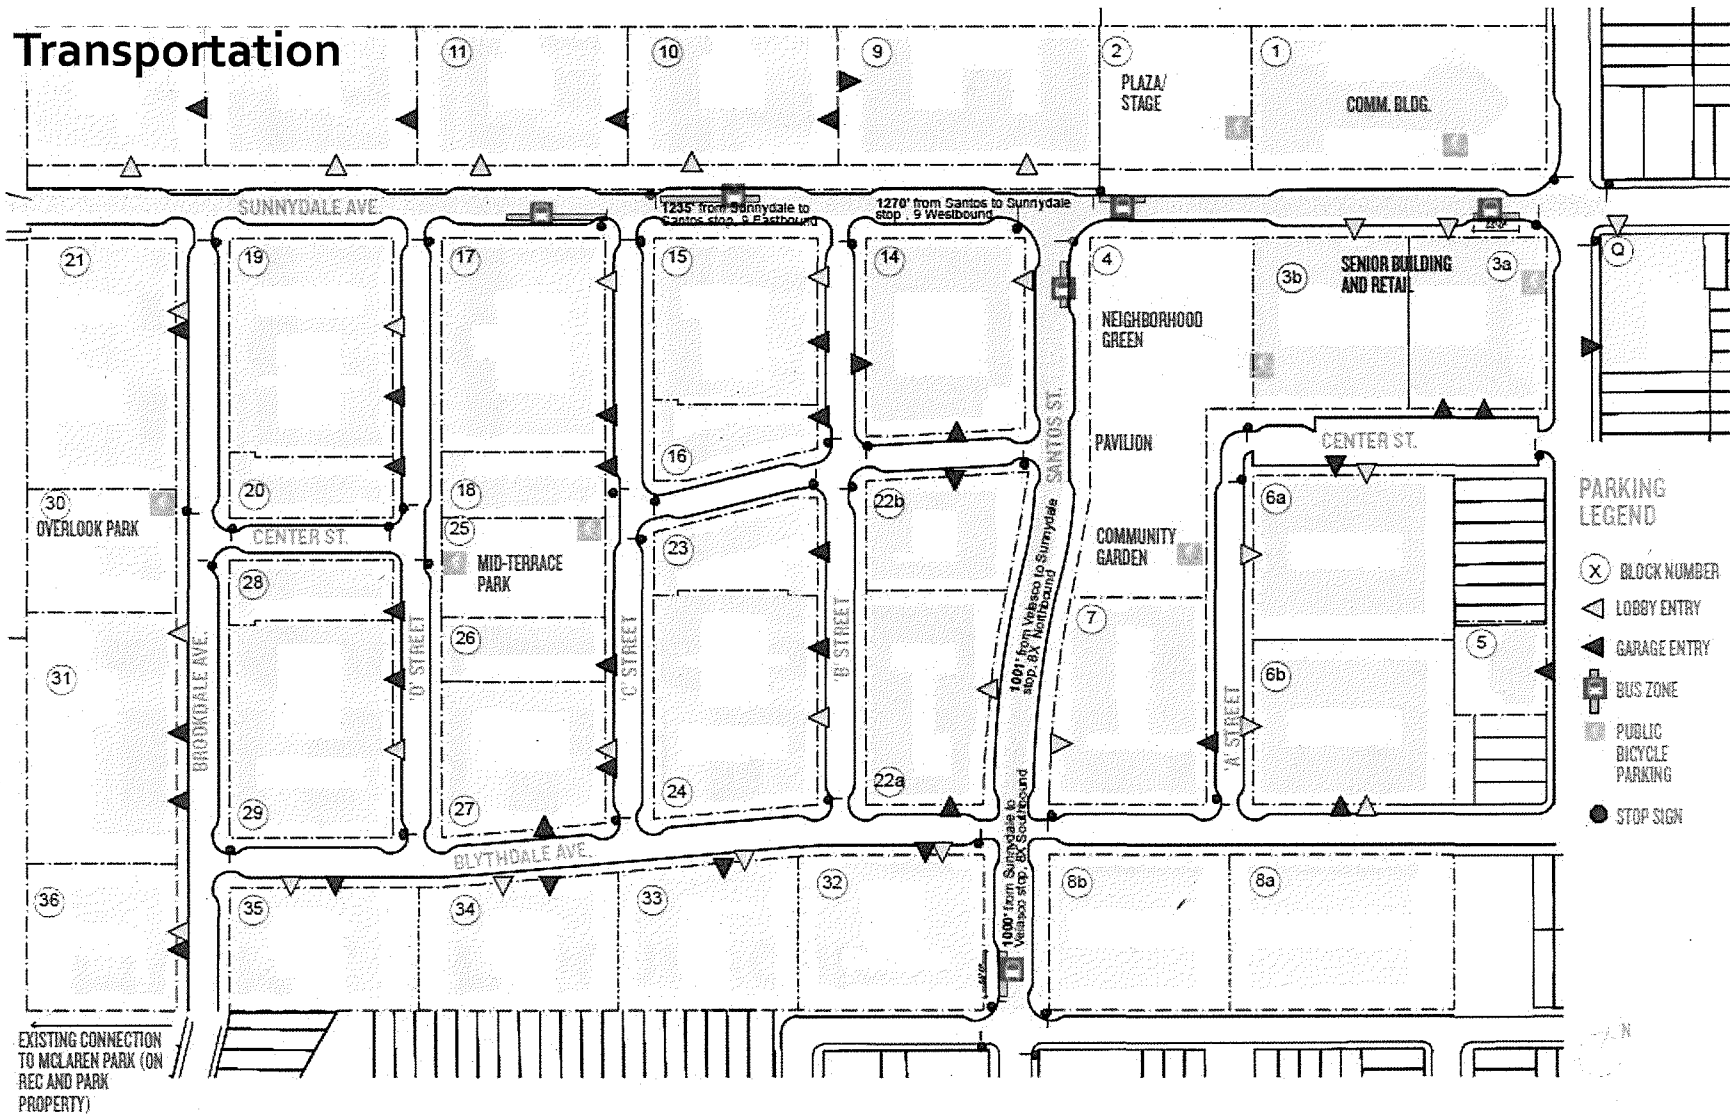 Transportation
11
10
9
2
1
PLAZA/
STAGE
COMM. BLDG.
SUNNYDALE AVE.
1235' from Sunnydale to
Santos stop, 9 Eastbound
1270' from Santos to Sunnydale
stop, 9 Westbound
21
19
17
15
14
4
3b
SENIOR BUILDING
AND RETAIL
3a
Q
NEIGHBORHOOD
GREEN
SANTOS ST.
PAVILION
CENTER ST.
16
20
18
22b
6a
30
OVERLOOK PARK
25
CENTER ST.
MID-TERRACE
PARK
23
COMMUNITY
GARDEN
1001' from Velasco to Sunnydale
stop, 8X Northbound
28
26
7
5
31
BROOKDALE AVE.
'D' STREET
'C' STREET
'B' STREET
6b
'A' STREET
29
27
24
22a
BLYTHDALE AVE.
1000' from Sunnydale to
Velasco stop, 8X Southbound
36
35
34
33
32
8b
8a
PARKING
LEGEND
X BLOCK NUMBER
LOBBY ENTRY
GARAGE ENTRY
BUS ZONE
PUBLIC
BICYCLE
PARKING
STOP SIGN
N
EXISTING CONNECTION
TO MCLAREN PARK (ON
REC AND PARK
PROPERTY)